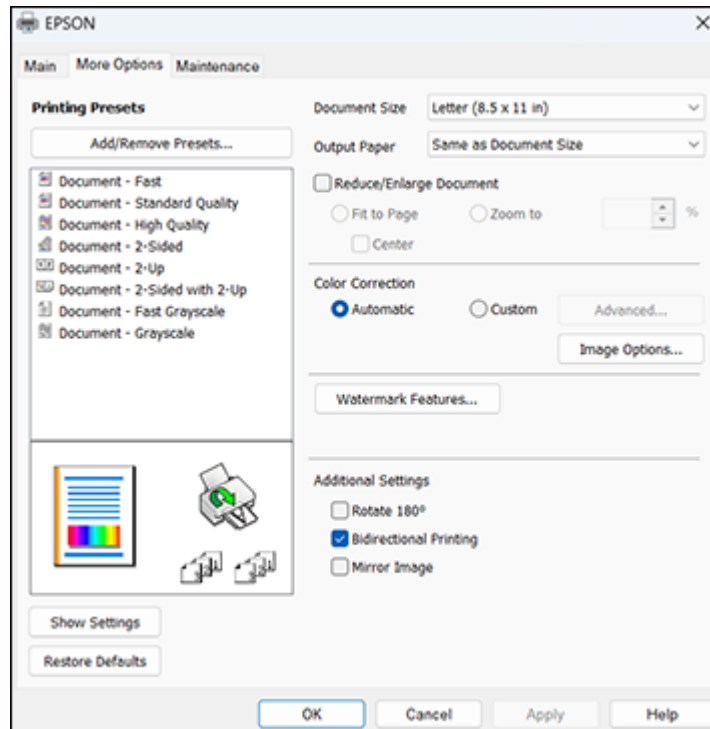 EPSON
Main More Options Maintenance
Printing Presets
Add/Remove Presets...
Document - Fast
Document - Standard Quality
Document - High Quality
Document - 2-Sided
Document - 2-Up
Document - 2-Sided with 2-Up
Document - Fast Grayscale
Document - Grayscale
Show Settings
Restore Defaults
Document Size Letter (8.5 x 11 in)
Output Paper Same as Document Size
Reduce/Enlarge Document
Fit to Page Zoom to %
Center
Color Correction
Automatic Custom Advanced...
Image Options...
Watermark Features...
Additional Settings
Rotate 180°
Bidirectional Printing
Mirror Image
OK Cancel Apply Help